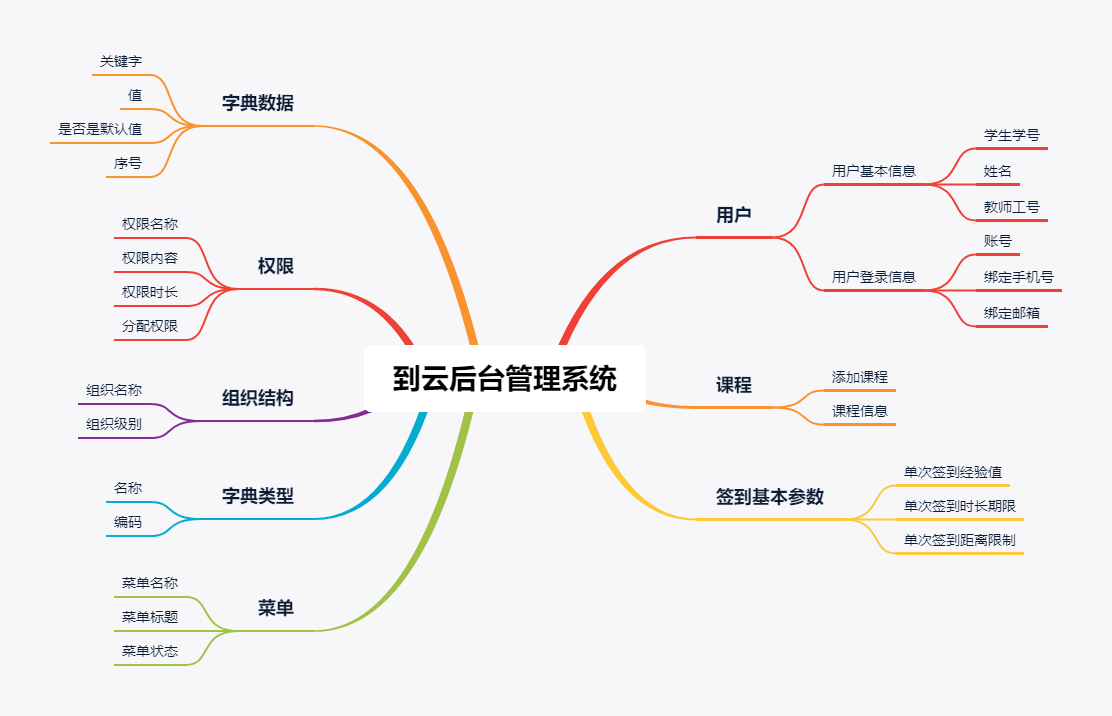 到云后台管理系统
用户
用户基本信息
学生学号
姓名
教师工号
用户登录信息
账号
绑定手机号
绑定邮箱
课程
添加课程
课程信息
签到基本参数
单次签到经验值
单次签到时长期限
单次签到距离限制
字典数据
关键字
值
是否是默认值
序号
权限
权限名称
权限内容
权限时长
分配权限
组织结构
组织名称
组织级别
字典类型
名称
编码
菜单
菜单名称
菜单标题
菜单状态